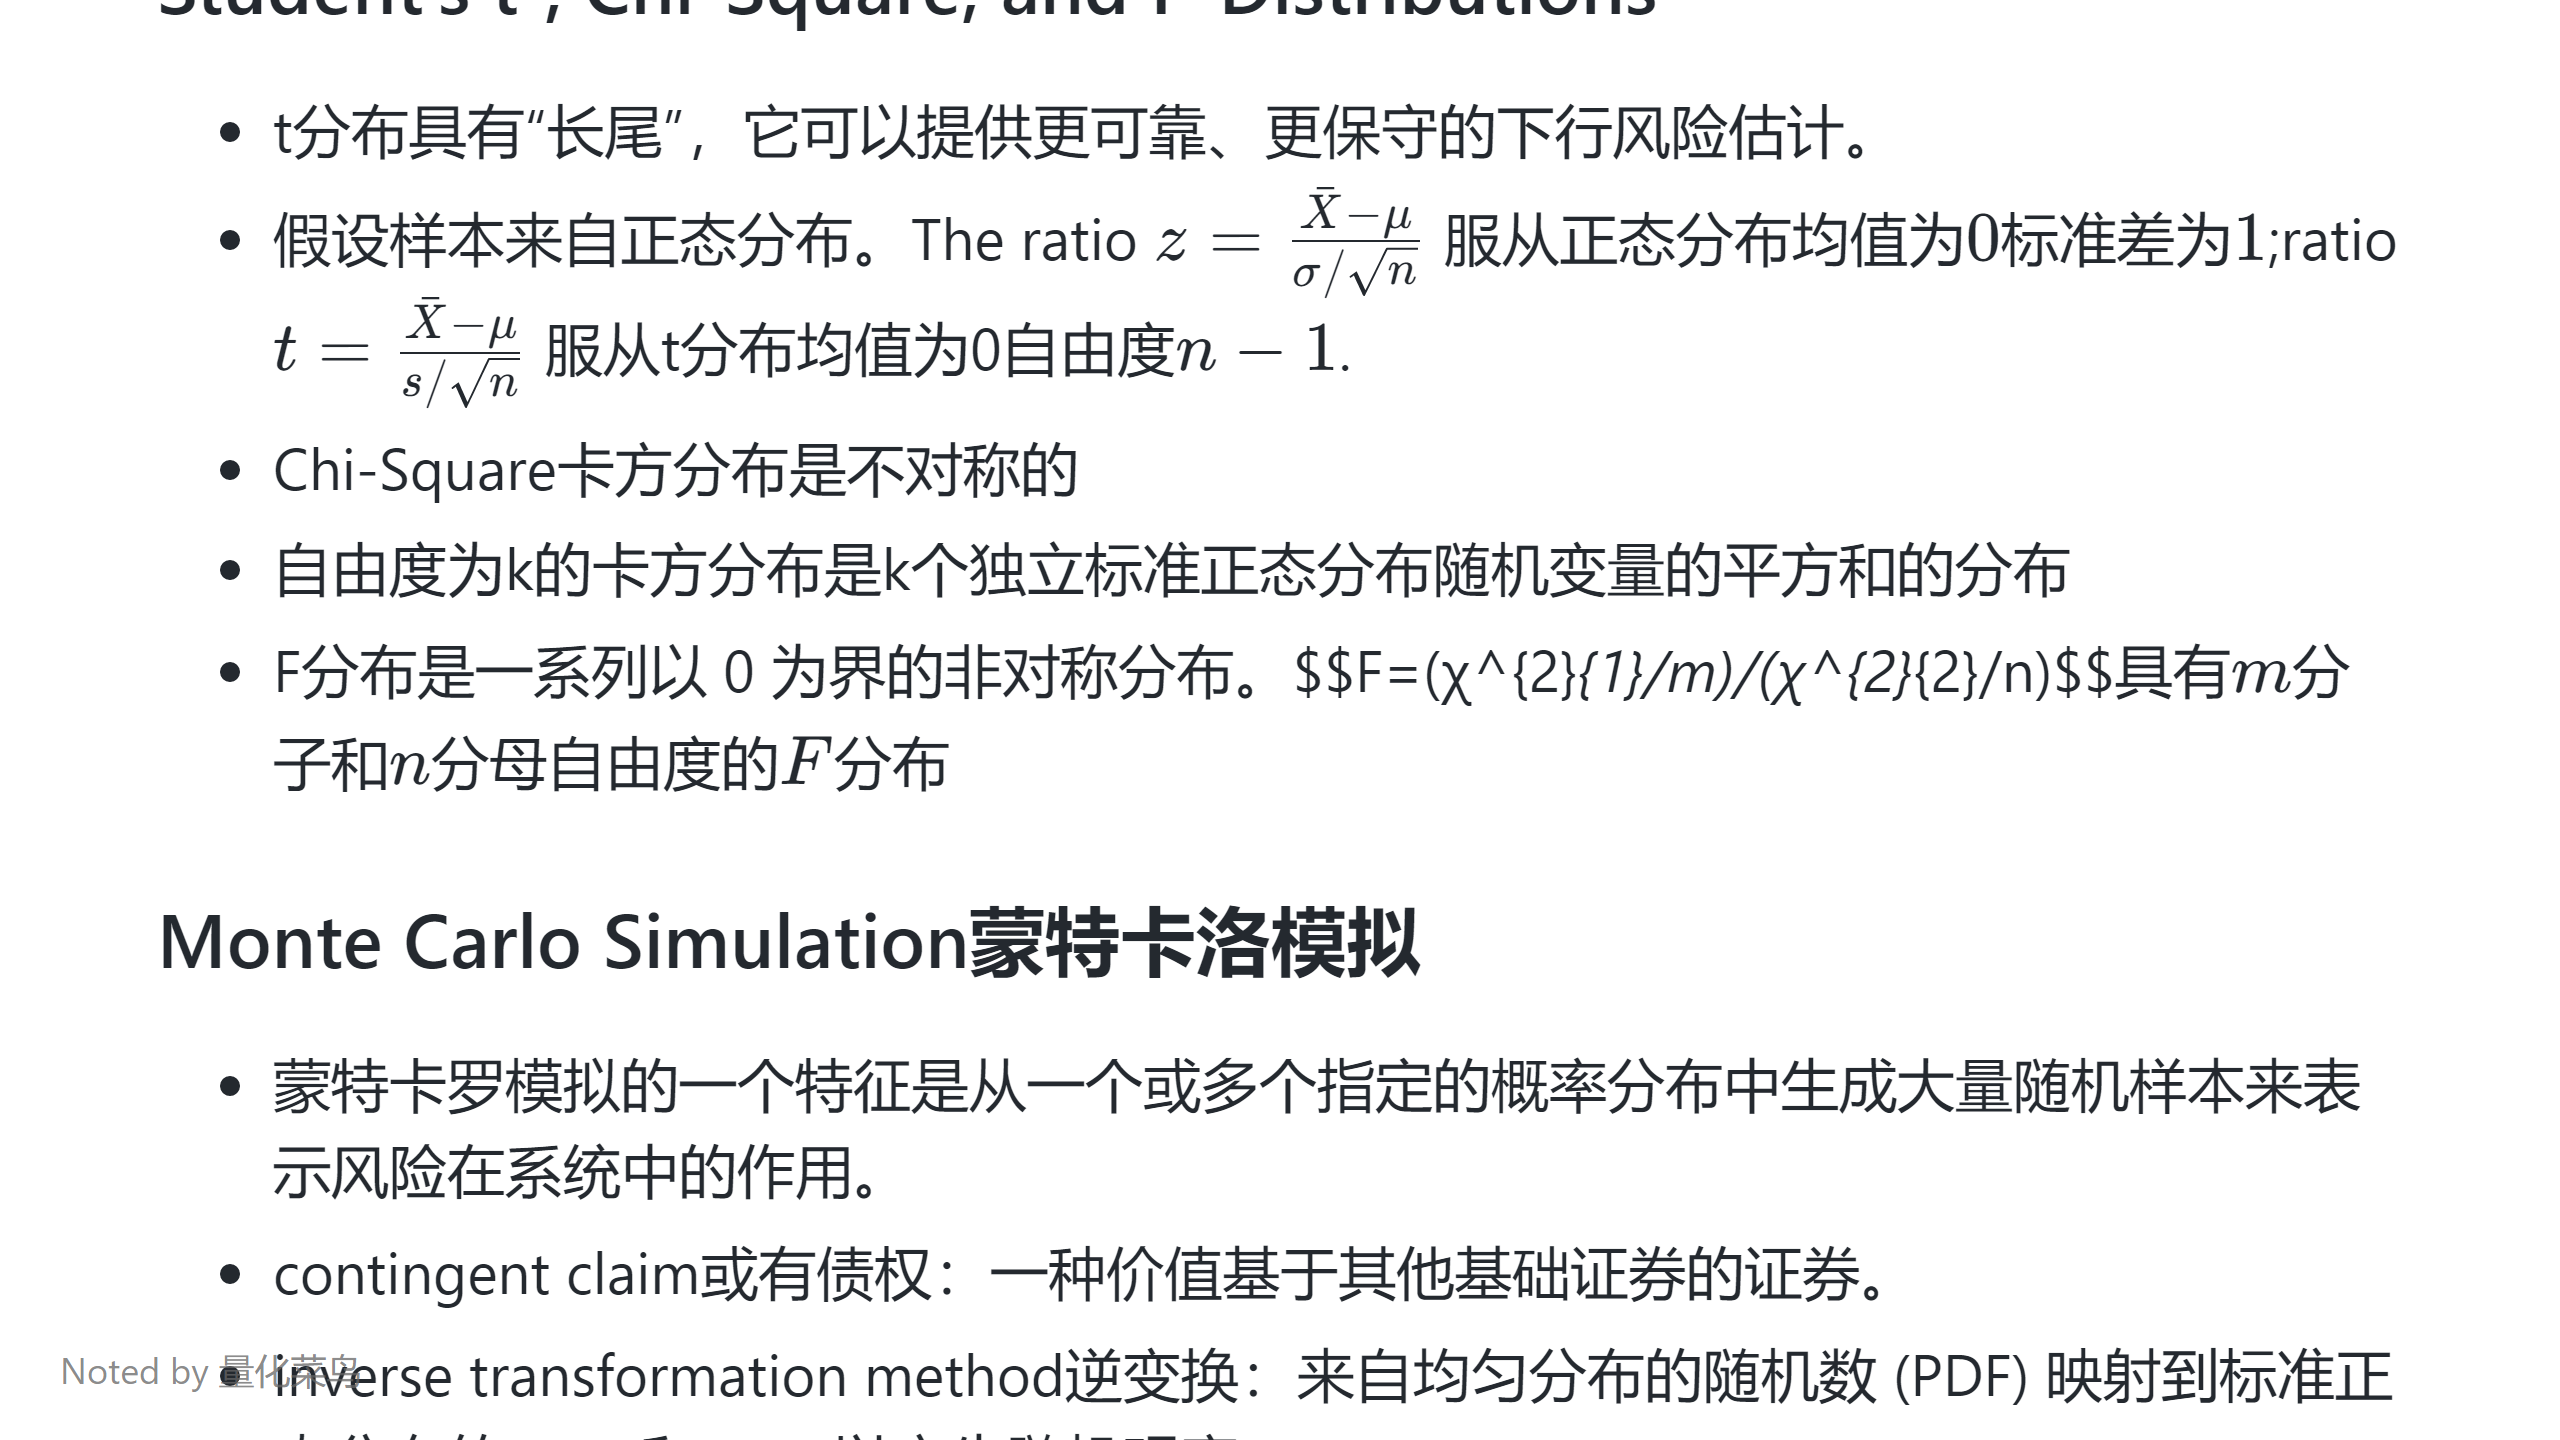 Student's t-, Chi-Square, and F-Distributions
• t分布具有“长尾”，它可以提供更可靠、更保守的下行风险估计。
• 假设样本来自正态分布。The ratio $z = \frac{\bar{X}-\mu}{\sigma/\sqrt{n}}$ 服从正态分布均值为0标准差为1;ratio
$t = \frac{\bar{X}-\mu}{s/\sqrt{n}}$ 服从t分布均值为0自由度$n-1$.
• Chi-Square卡方分布是不对称的
• 自由度为k的卡方分布是k个独立标准正态分布随机变量的平方和的分布
• F分布是一系列以 0 为界的非对称分布。$$F=(χ^{2}{1}/m)/(χ^{2}{2}/n)$$具有m分
子和n分母自由度的F分布
Monte Carlo Simulation蒙特卡洛模拟
• 蒙特卡罗模拟的一个特征是从一个或多个指定的概率分布中生成大量随机样本来表
示风险在系统中的作用。
• contingent claim或有债权：一种价值基于其他基础证券的证券。
• inverse transformation method逆变换：来自均匀分布的随机数 (PDF) 映射到标准正
Noted by 量化菜鸟